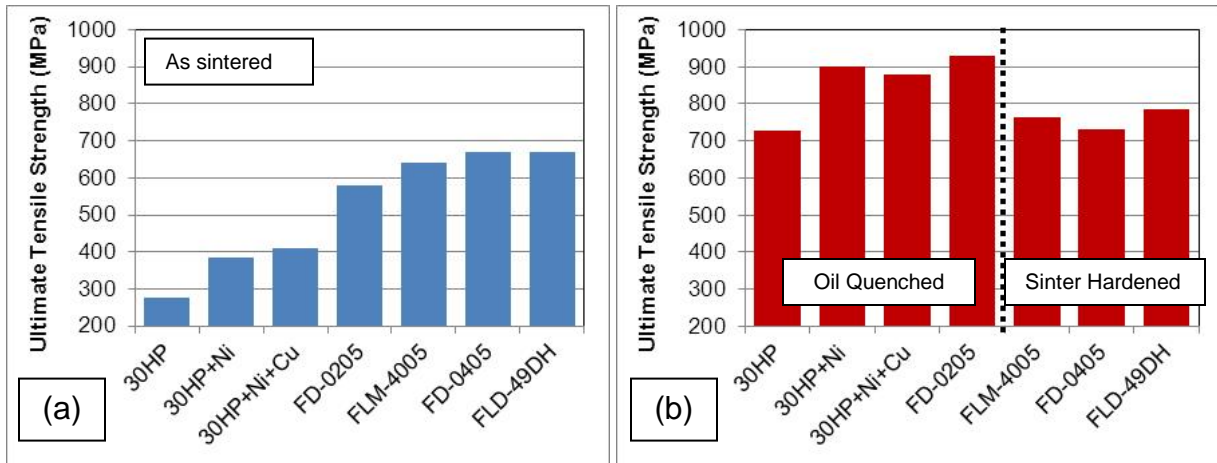 Ultimate Tensile Strength (MPa)
1000
900
800
700
600
500
400
300
200
As sintered
30HP
30HP+Ni
30HP+Ni+Cu
FD-0205
FLM-4005
FD-0405
FLD-49DH
(a)
Ultimate Tensile Strength (MPa)
1000
900
800
700
600
500
400
300
200
Oil Quenched
Sinter Hardened
30HP
30HP+Ni
30HP+Ni+Cu
FD-0205
FLM-4005
FD-0405
FLD-49DH
(b)